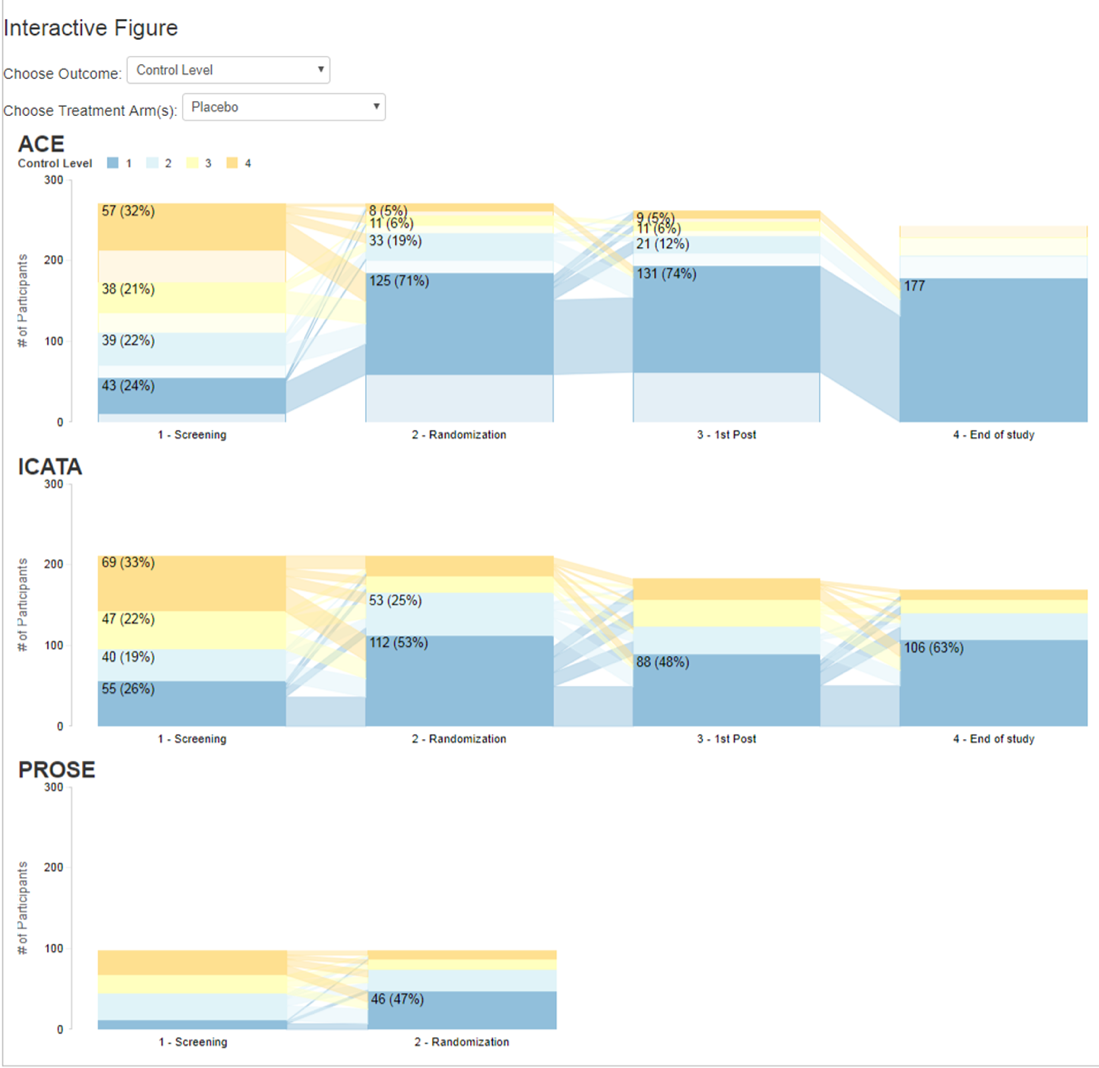 Interactive Figure
Choose Outcome: Control Level
Choose Treatment Arm(s): Placebo
ACE
Control Level 1 2 3 4
300
200
100
0
# of Participants
57 (32%)
38 (21%)
39 (22%)
43 (24%)
8 (5%)
11 (6%)
33 (19%)
125 (71%)
9 (5%)
11 (6%)
21 (12%)
131 (74%)
177
1 - Screening 2 - Randomization 3 - 1st Post 4 - End of study
ICATA
300
200
100
0
# of Participants
69 (33%)
47 (22%)
40 (19%)
55 (26%)
53 (25%)
112 (53%)
88 (48%)
106 (63%)
1 - Screening 2 - Randomization 3 - 1st Post 4 - End of study
PROSE
300
200
100
0
# of Participants
46 (47%)
1 - Screening 2 - Randomization